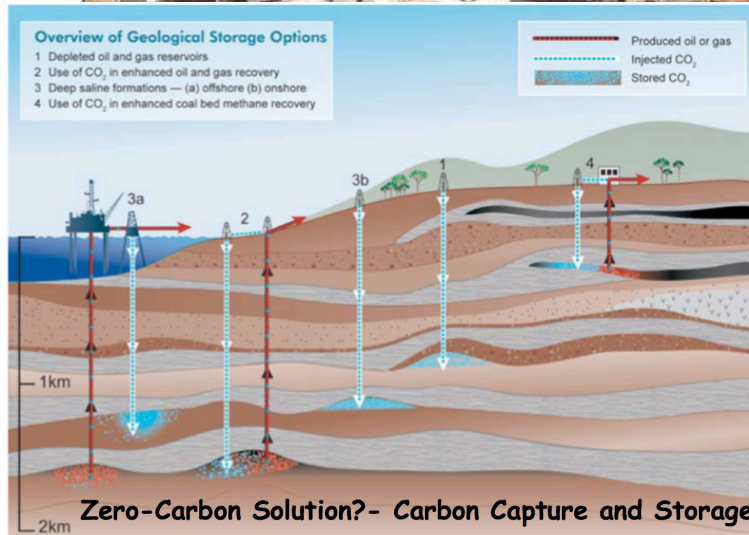 Overview of Geological Storage Options
1 Depleted oil and gas reservoirs
2 Use of CO₂ in enhanced oil and gas recovery
3 Deep saline formations — (a) offshore (b) onshore
4 Use of CO₂ in enhanced coal bed methane recovery
Produced oil or gas
Injected CO₂
Stored CO₂
1
4
3b
3a
2
1km
Zero-Carbon Solution?- Carbon Capture and Storage
2km